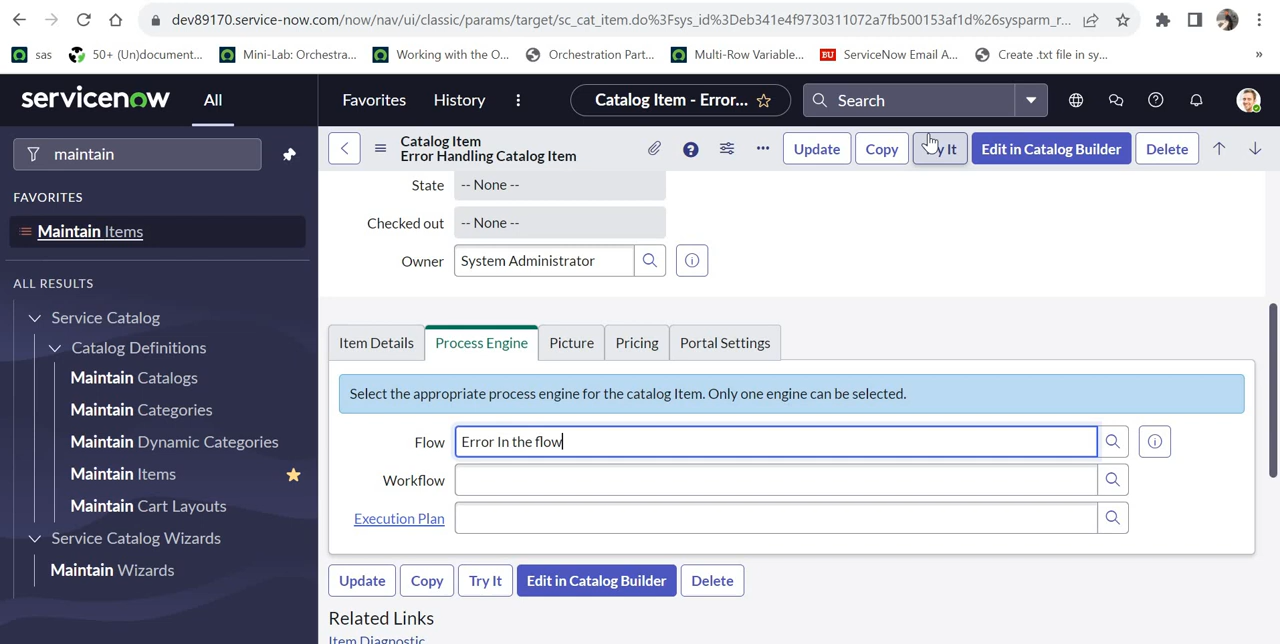 dev89170.service-now.com/now/nav/ui/classic/params/target/sc_cat_item.do%3Fsys_id%3Deb341e4f9730311072a7fb500153af1d%26sysparm_r...
sas
50+ (Un)document...
Mini-Lab: Orchestra...
Working with the O...
Orchestration Part...
Multi-Row Variable...
BU
ServiceNow Email A...
Create .txt file in sy...
»
servicenow
All
Favorites
History
Catalog Item - Error...
Search
maintain
Catalog Item
Error Handling Catalog Item
Update
Copy
Edit in Catalog Builder
Delete
FAVORITES
Maintain Items
ALL RESULTS
Service Catalog
Catalog Definitions
Maintain Catalogs
Maintain Categories
Maintain Dynamic Categories
Maintain Items
Maintain Cart Layouts
Service Catalog Wizards
Maintain Wizards
State
-- None --
Checked out
-- None --
Owner
System Administrator
Item Details
Process Engine
Picture
Pricing
Portal Settings
Select the appropriate process engine for the catalog Item. Only one engine can be selected.
Flow
Error In the flow
Workflow
Execution Plan
Update
Copy
Try It
Edit in Catalog Builder
Delete
Related Links
Item Diagnostic